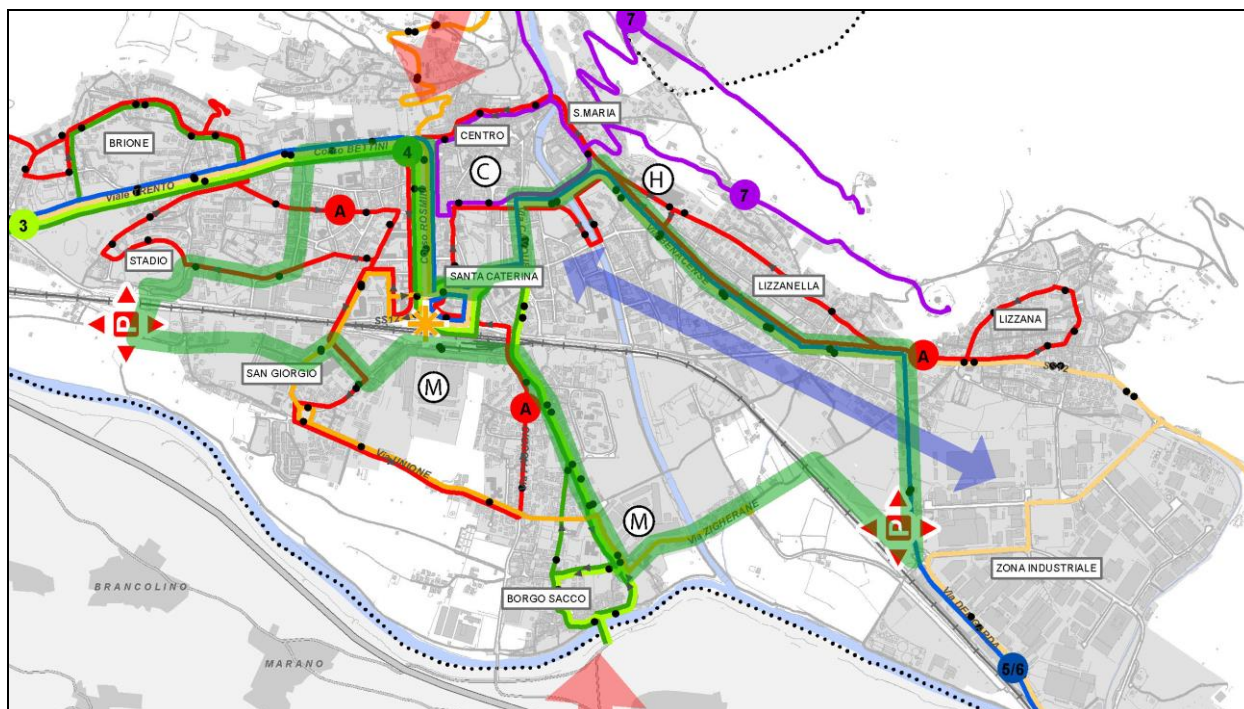 7
S.MARIA
CENTRO
BRIONE
Corso BETTINI
4
C
H
Viale TRENTO
7
3
A
Corso ROSMINI
STADIO
SANTA CATERINA
LIZZANELLA
LIZZANA
P
SS12
A
SAN GIORGIO
M
A
Via UNIONE
M
Via ZIGHERANE
P
ZONA INDUSTRIALE
BRANCOLINO
BORGO SACCO
MARANO
5/6